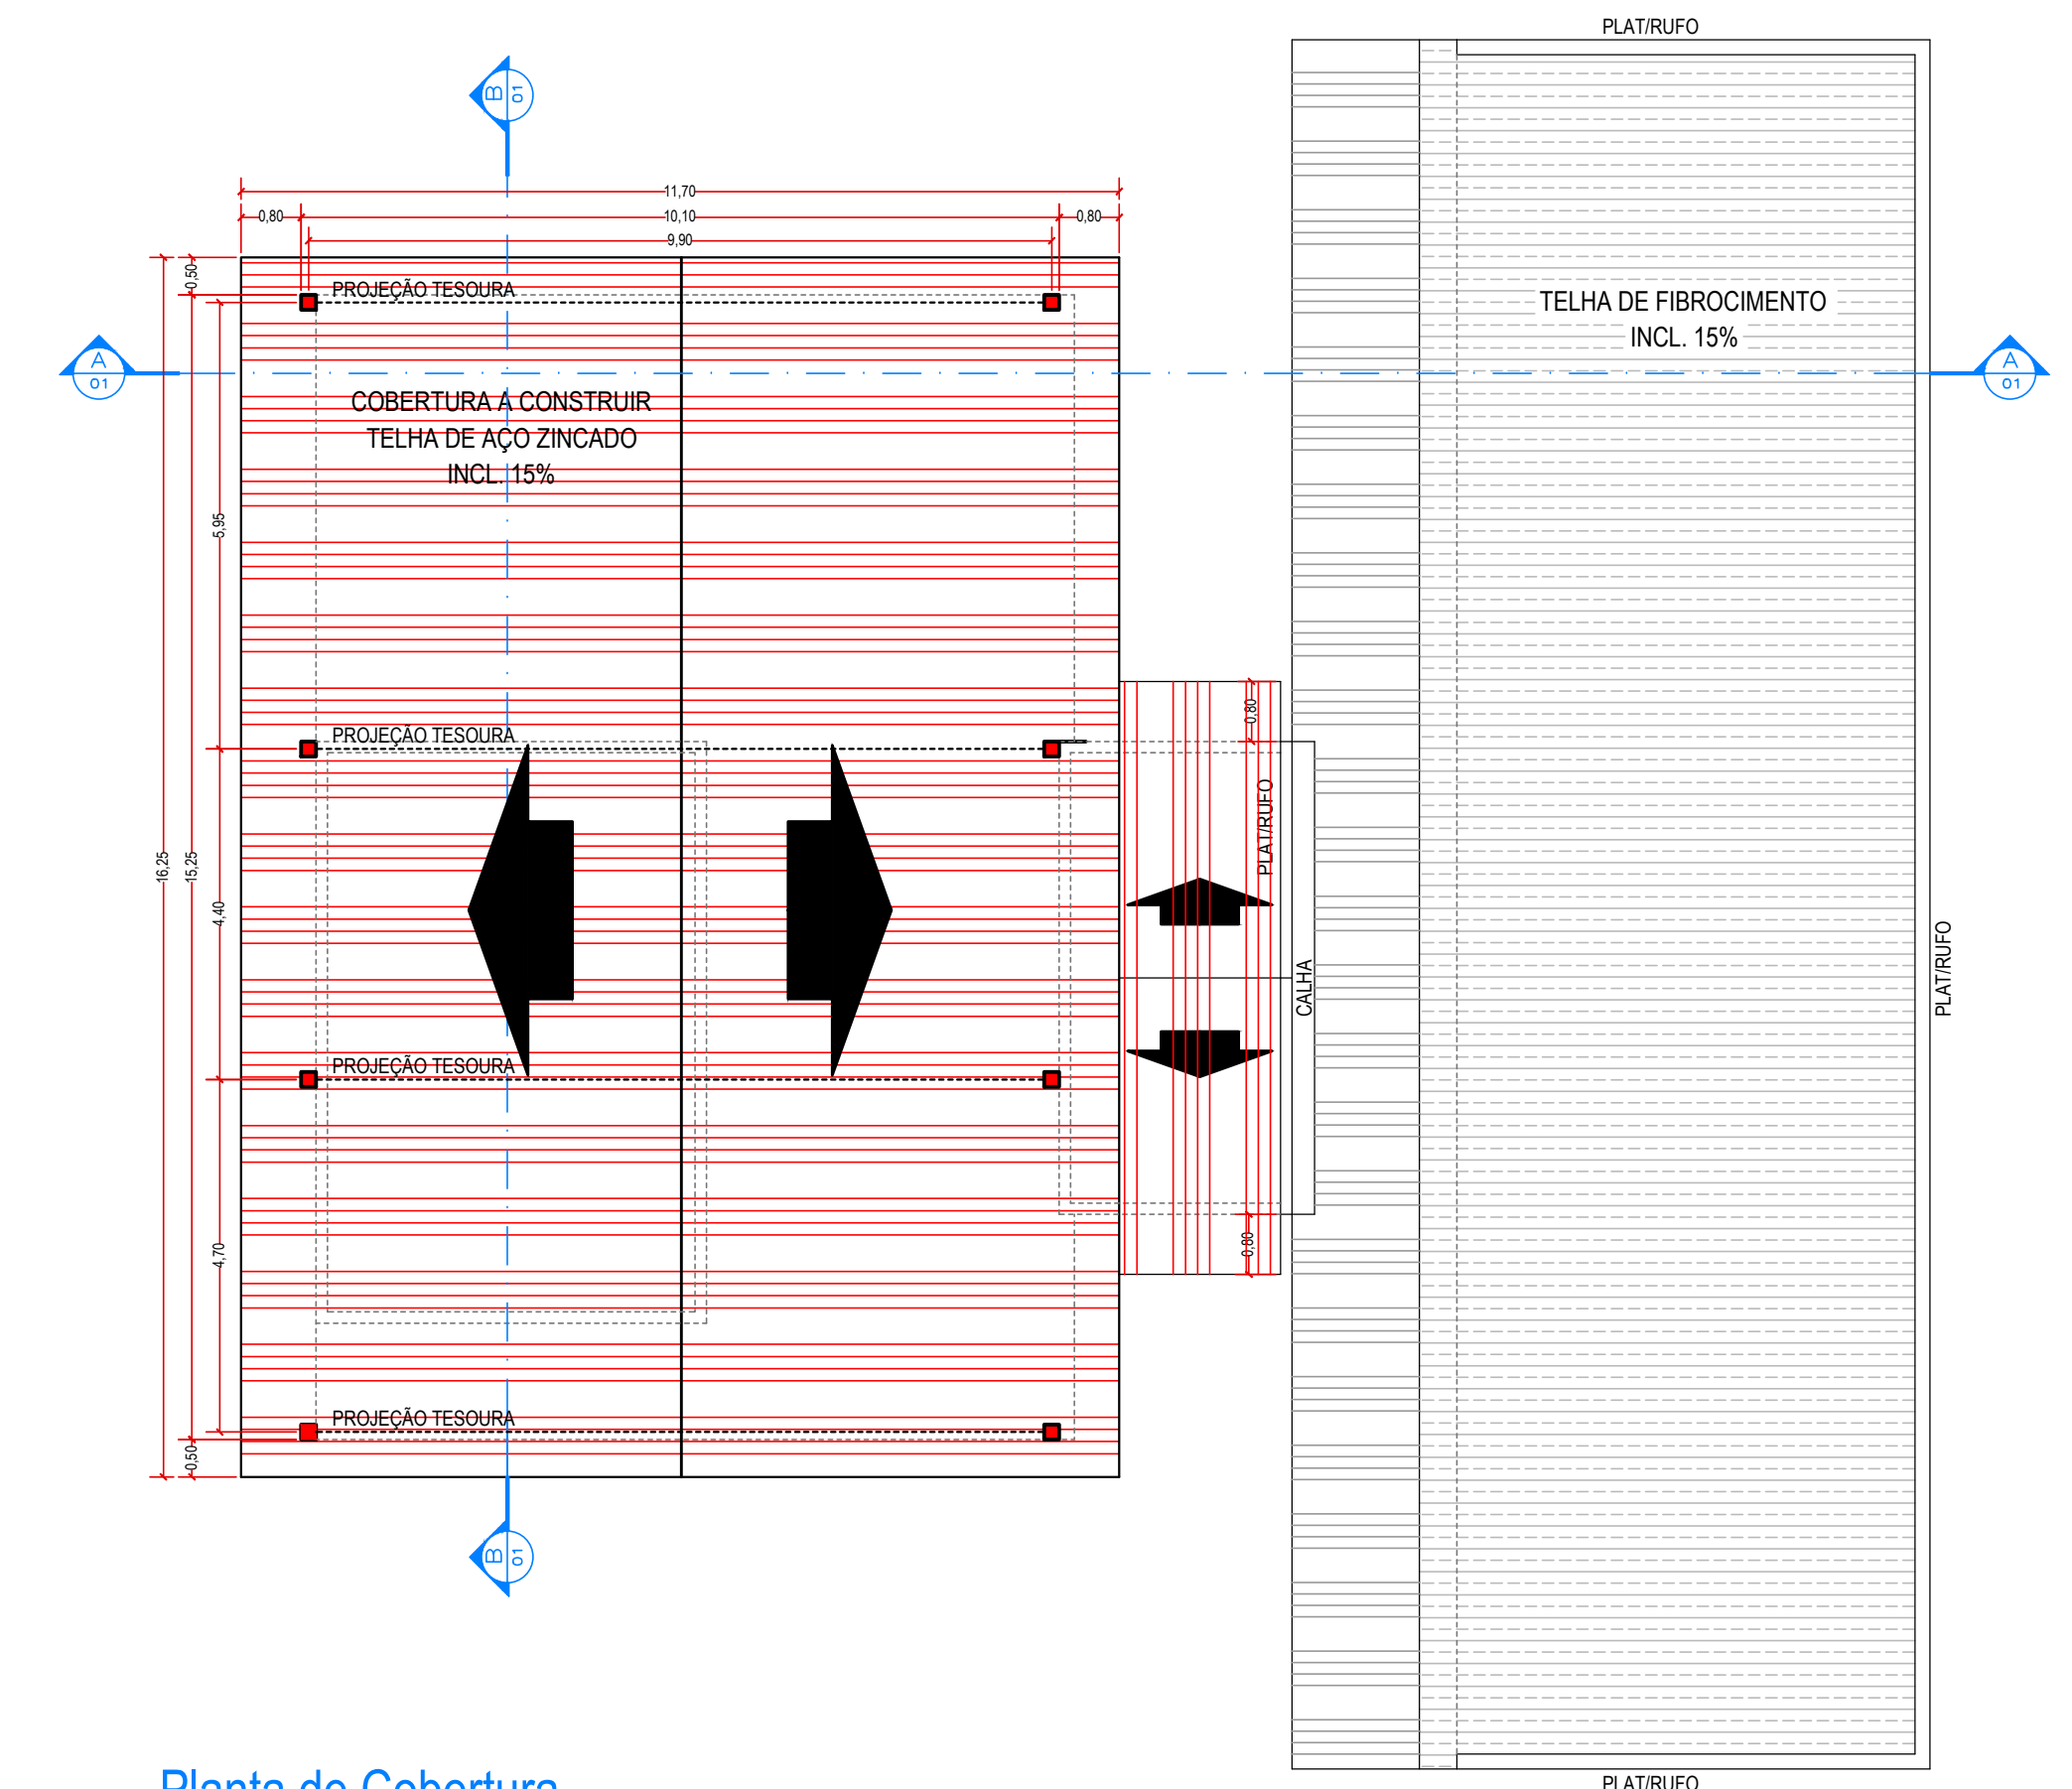 PLAT/RUFO
B
01
11,70
0,80
10,10
0,80
9,90
0,50
PROJEÇÃO TESOURA
TELHA DE FIBROCIMENTO
INCL. 15%
A
01
A
01
COBERTURA A CONSTRUIR
TELHA DE AÇO ZINCADO
INCL. 15%
5,95
0,80
PROJEÇÃO TESOURA
PLAT/RUFO
16,25
15,25
4,40
CALHA
PLAT/RUFO
PROJEÇÃO TESOURA
4,70
0,80
PROJEÇÃO TESOURA
0,50
B
01
Planta de Cobertura
PLAT/RUFO